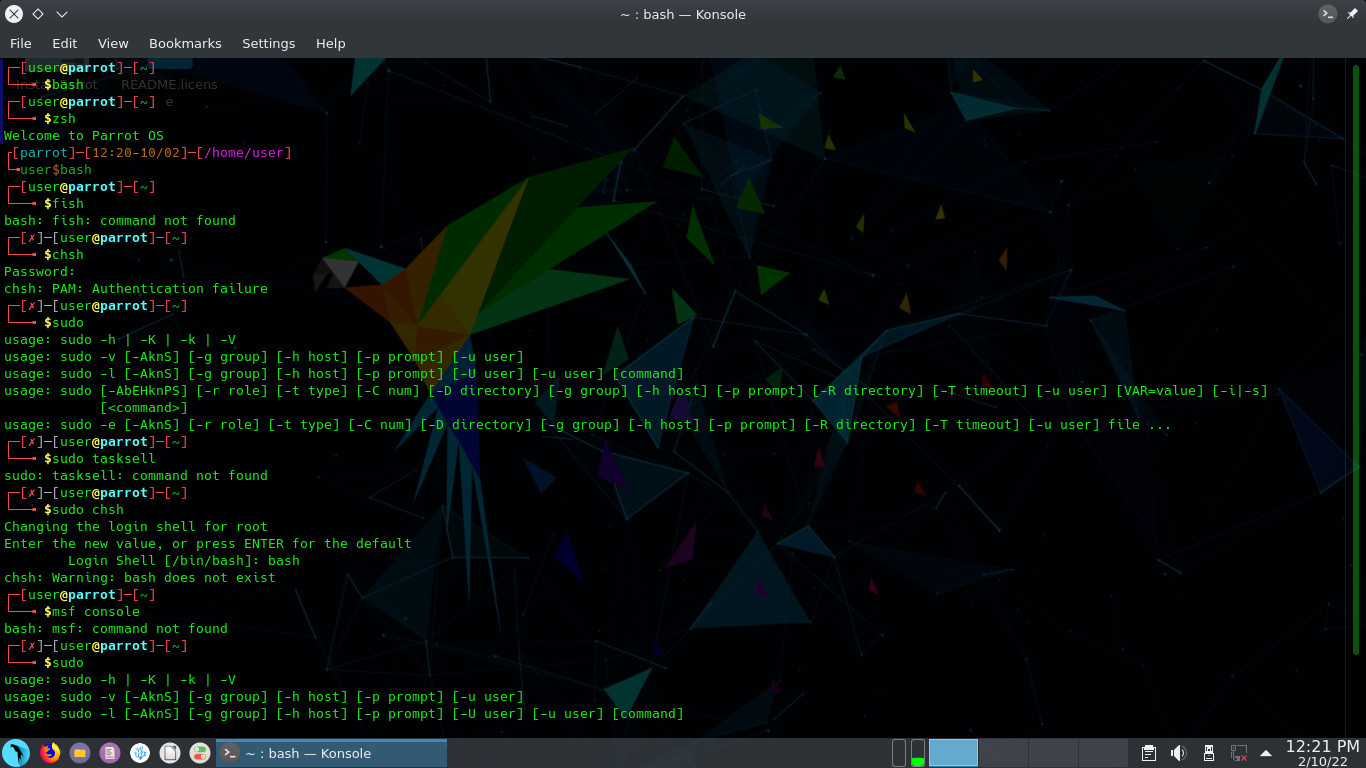 ~ : bash — Konsole
File Edit View Bookmarks Settings Help
┌─[user@parrot]─[~]
└──╼ $bash
README.licens
┌─[user@parrot]─[~]
e
└──╼ $zsh
Welcome to Parrot OS
┌[parrot]─[12:20-10/02]─[/home/user]
└╼user$bash
┌─[user@parrot]─[~]
└──╼ $fish
bash: fish: command not found
┌─[✗]─[user@parrot]─[~]
└──╼ $chsh
Password:
chsh: PAM: Authentication failure
┌─[✗]─[user@parrot]─[~]
└──╼ $sudo
usage: sudo -h | -K | -k | -V
usage: sudo -v [-AknS] [-g group] [-h host] [-p prompt] [-u user]
usage: sudo -l [-AknS] [-g group] [-h host] [-p prompt] [-U user] [-u user] [command]
usage: sudo [-AbEHknPS] [-r role] [-t type] [-C num] [-D directory] [-g group] [-h host] [-p prompt] [-R directory] [-T timeout] [-u user] [VAR=value] [-i|-s]
[<command>]
usage: sudo -e [-AknS] [-r role] [-t type] [-C num] [-D directory] [-g group] [-h host] [-p prompt] [-R directory] [-T timeout] [-u user] file ...
┌─[✗]─[user@parrot]─[~]
└──╼ $sudo tasksell
sudo: tasksell: command not found
┌─[✗]─[user@parrot]─[~]
└──╼ $sudo chsh
Changing the login shell for root
Enter the new value, or press ENTER for the default
Login Shell [/bin/bash]: bash
chsh: Warning: bash does not exist
┌─[user@parrot]─[~]
└──╼ $msf console
bash: msf: command not found
┌─[✗]─[user@parrot]─[~]
└──╼ $sudo
usage: sudo -h | -K | -k | -V
usage: sudo -v [-AknS] [-g group] [-h host] [-p prompt] [-u user]
usage: sudo -l [-AknS] [-g group] [-h host] [-p prompt] [-U user] [-u user] [command]
~ : bash — Konsole
12:21 PM
2/10/22